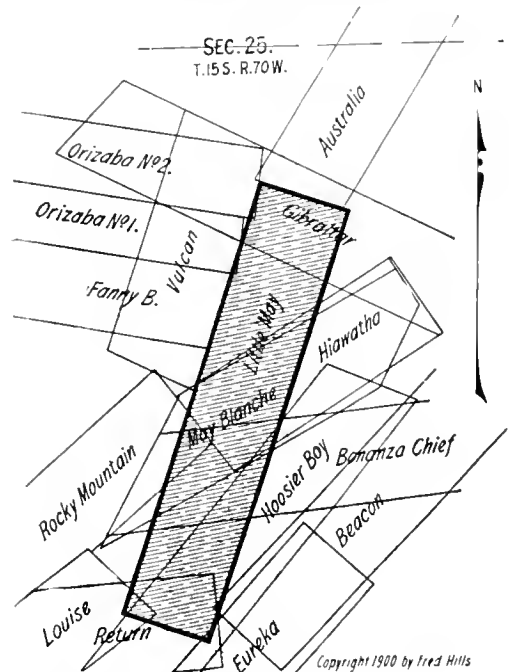 SEC. 25.
T.15 S. R.70 W.
N
Australia
Orizaba Nº2.
Gibraltar
Orizaba Nº1.
Vulcan
Fanny B.
Little May
Hiawatha
May Blanche
Rocky Mountain
Hoosier Boy
Bonanza Chief
Beacon
Louise
Return
Eureka
Copyright 1900 by Fred Hills